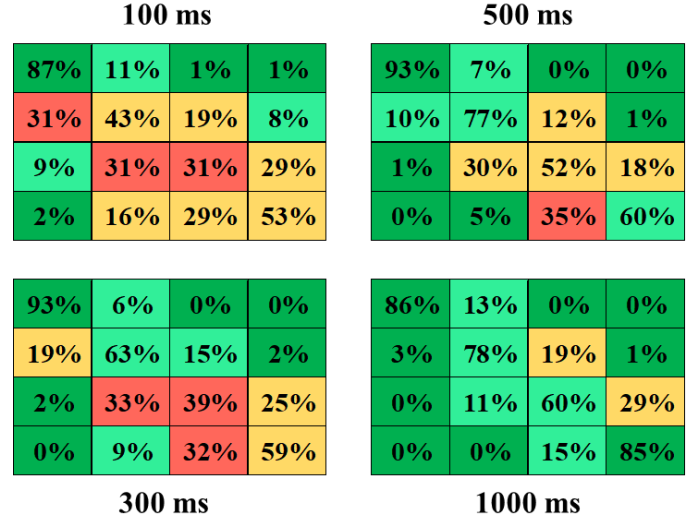 100 ms 500 ms
87% 11% 1% 1% 93% 7% 0% 0%
31% 43% 19% 8% 10% 77% 12% 1%
9% 31% 31% 29% 1% 30% 52% 18%
2% 16% 29% 53% 0% 5% 35% 60%
93% 6% 0% 0% 86% 13% 0% 0%
19% 63% 15% 2% 3% 78% 19% 1%
2% 33% 39% 25% 0% 11% 60% 29%
0% 9% 32% 59% 0% 0% 15% 85%
300 ms 1000 ms